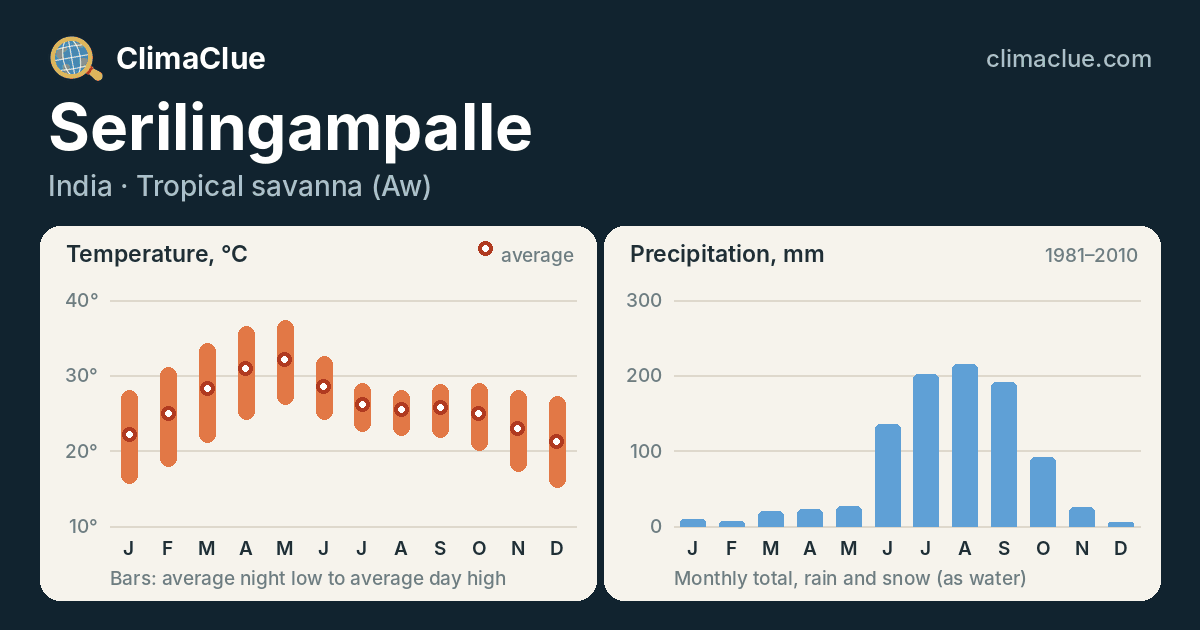 ClimaClue
climaclue.com
Serilingampalle
India · Tropical savanna (Aw)
Temperature, °C
average
40°
30°
20°
10°
J F M A M J J A S O N D
Bars: average night low to average day high
Precipitation, mm
1981–2010
300
200
100
0
J F M A M J J A S O N D
Monthly total, rain and snow (as water)